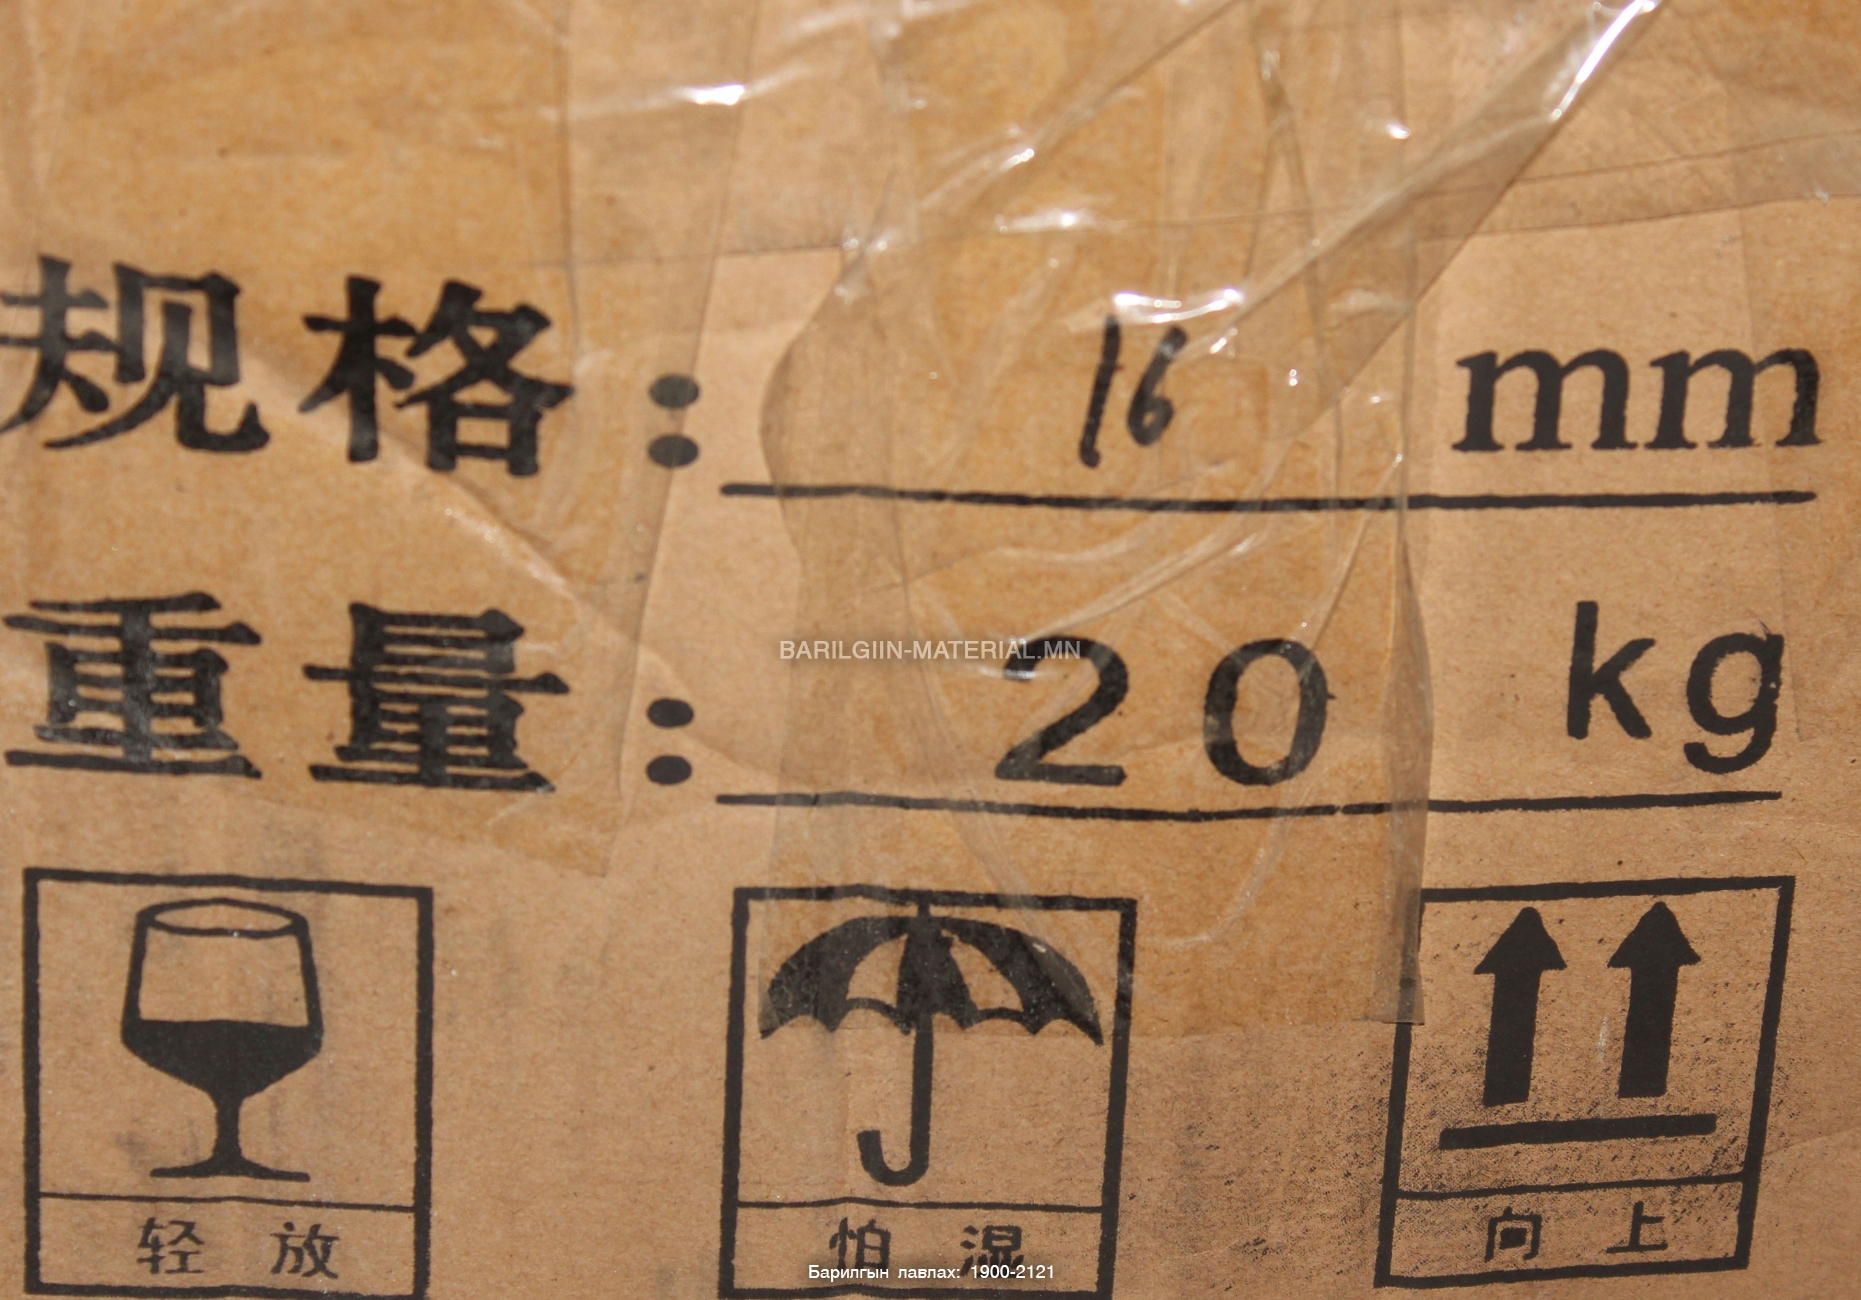 规格: 16 mm
重量: 20 kg
BARILGIIN-MATERIAL.MN
轻放 怕湿 向上
Барилгын лавлах: 1900-2121